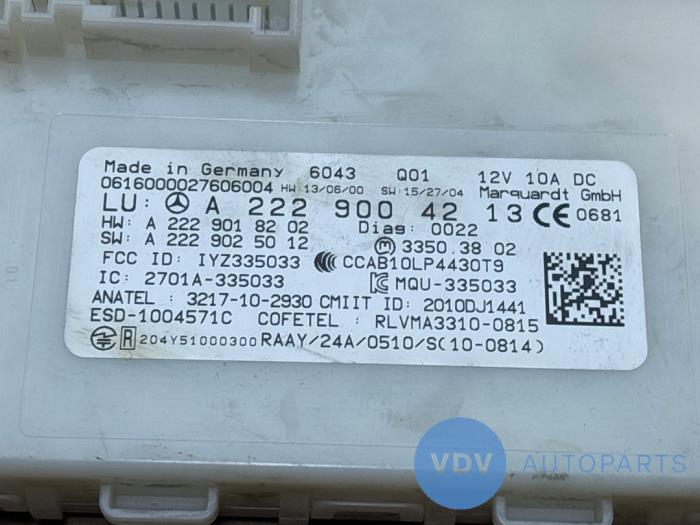 Made in Germany 6043 Q01 12V 10A DC
0616000027606004 HW:13/06/00 SW:15/27/04 Marquardt GmbH
LU: A 222 900 42 13 CE 0681
HW: A 222 901 82 02 Diag: 0022
SW: A 222 902 50 12 3350.38 02
FCC ID: IYZ335033 CCAB10LP4430T9
IC: 2701A-335033 MQU-335033
ANATEL: 3217-10-2930 CMIIT ID: 2010DJ1441
ESD-1004571C COFETEL: RLVMA3310-0815
R 204Y51000300 RAAY/24A/0510/S(10-0814)
VDV AUTOPARTS